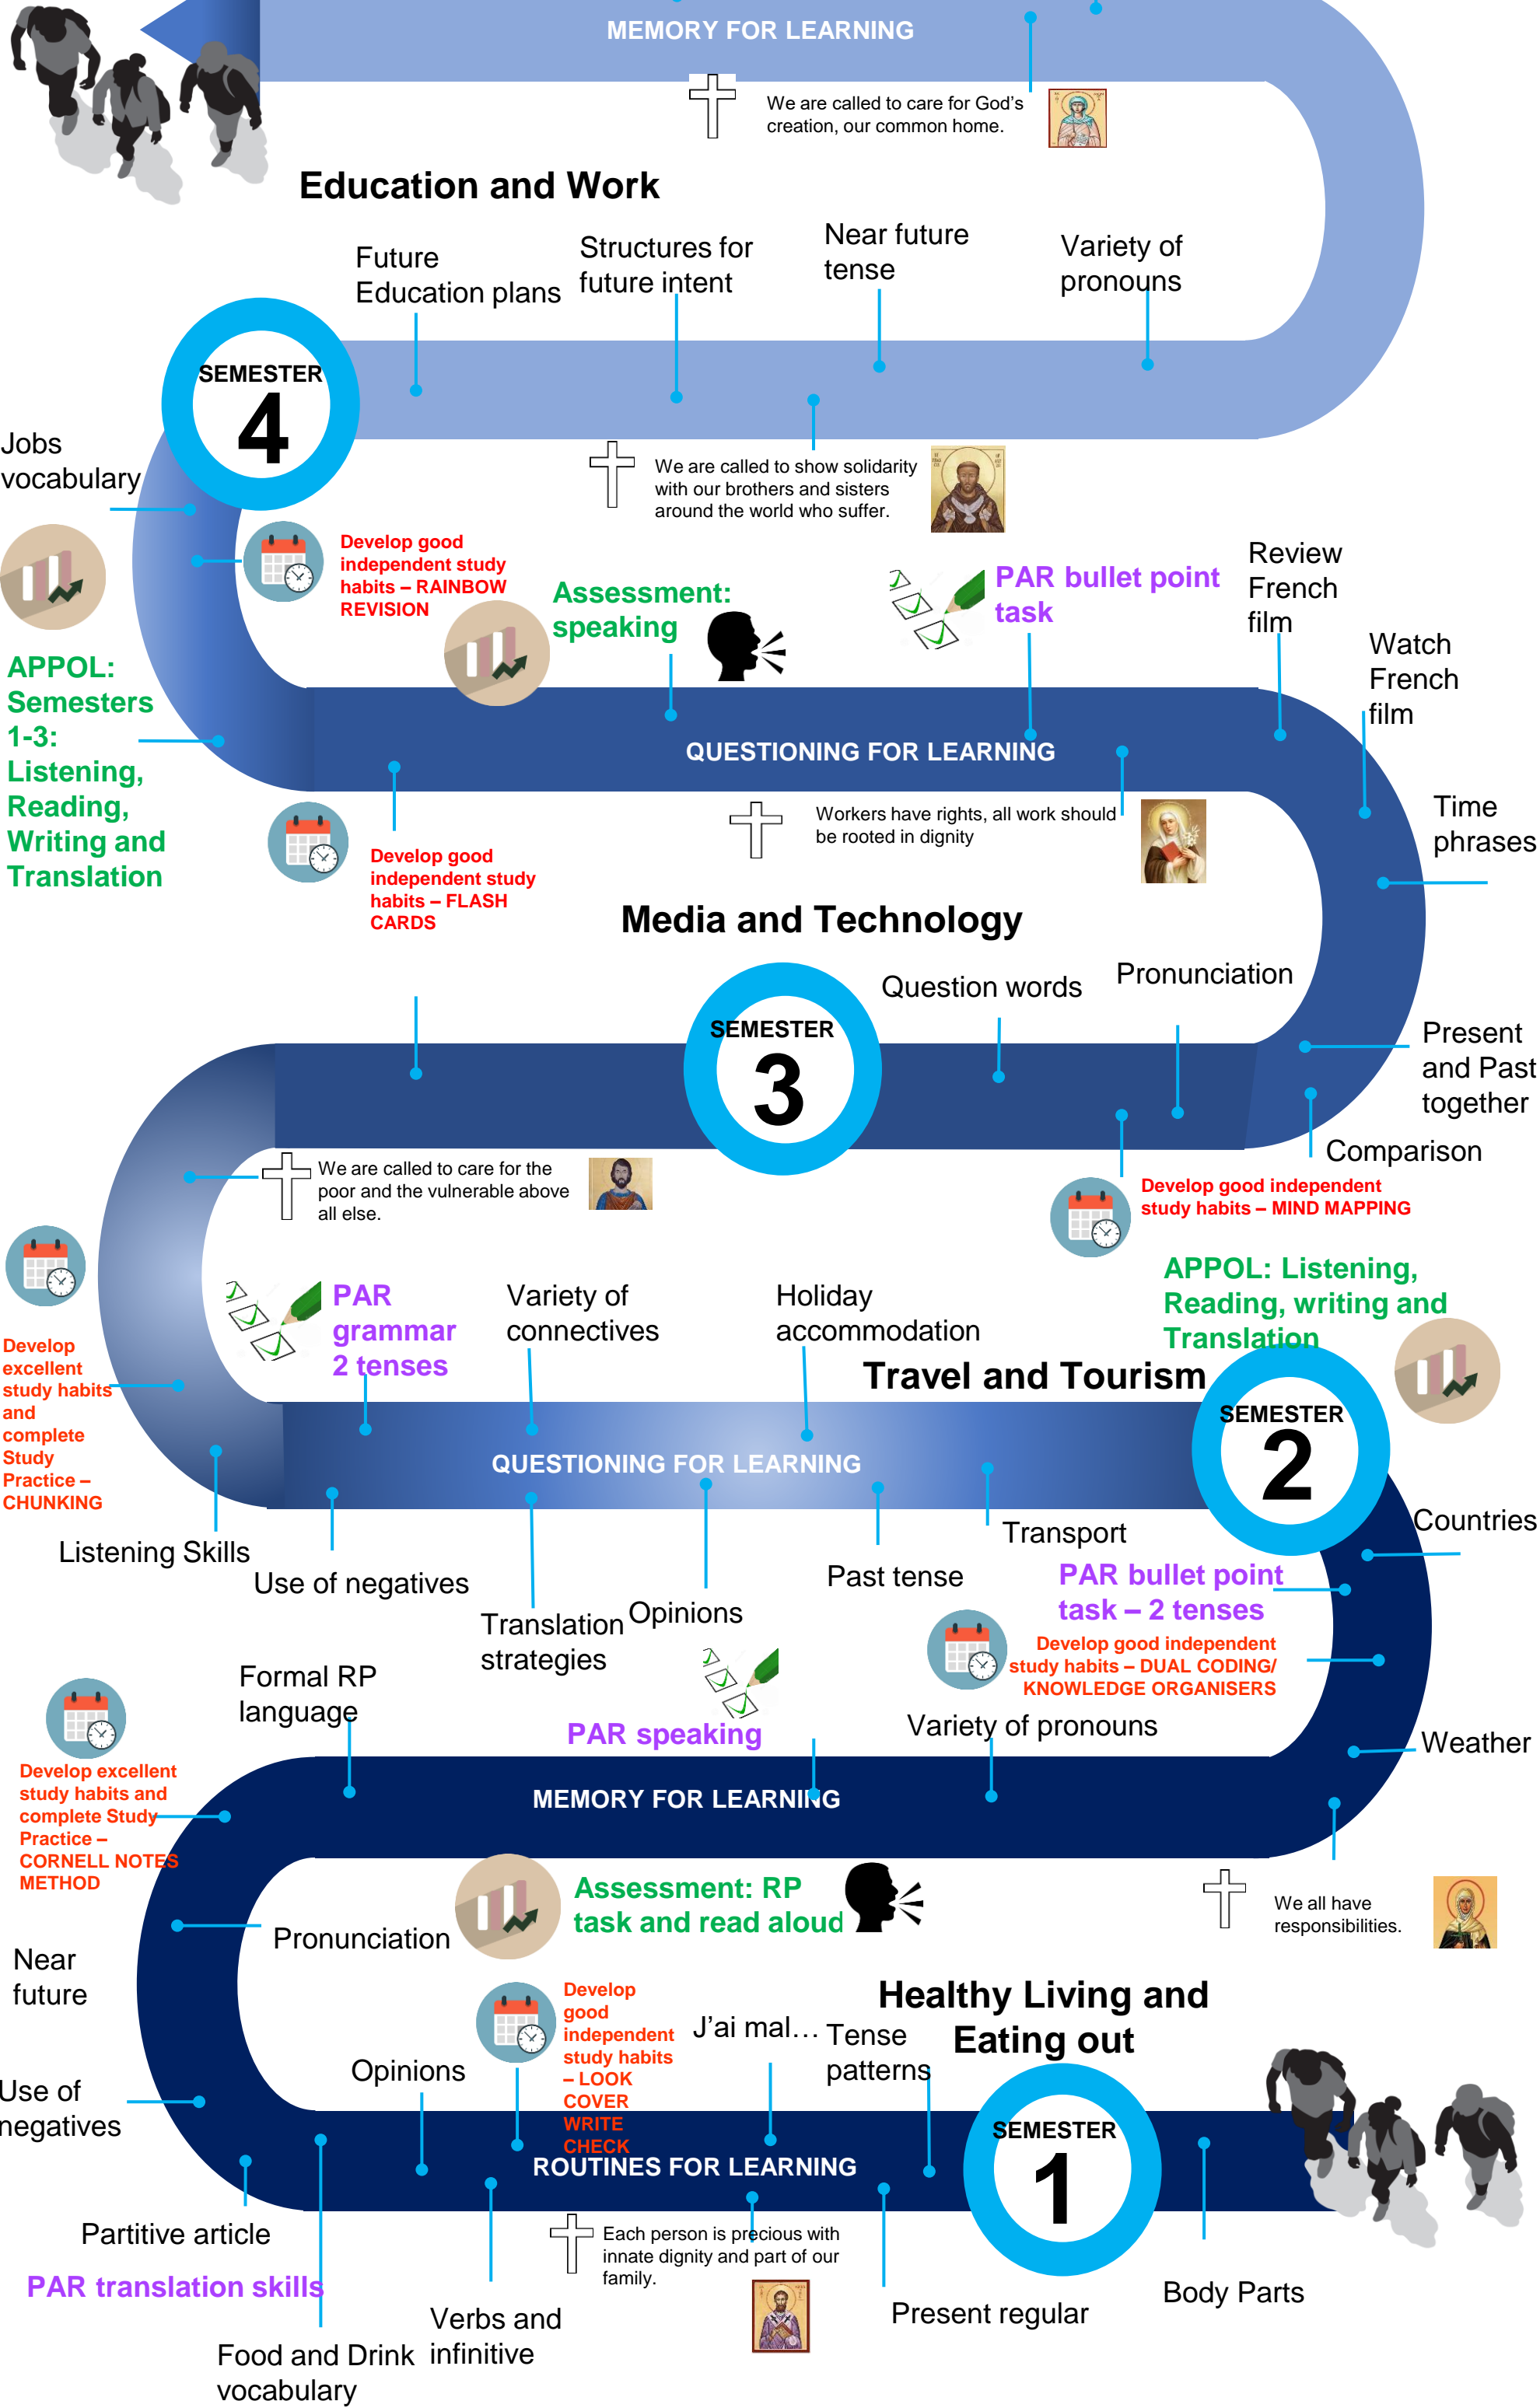 MEMORY FOR LEARNING
We are called to care for God's
creation, our common home.
Education and Work
Future
Education plans
Structures for
future intent
Near future
tense
Variety of
pronouns
SEMESTER
4
Jobs
vocabulary
We are called to show solidarity
with our brothers and sisters
around the world who suffer.
Develop good
independent study
habits – RAINBOW
REVISION
Assessment:
speaking
PAR bullet point
task
Review
French
film
Watch
French
film
APPOL:
Semesters
1-3:
Listening,
Reading,
Writing and
Translation
QUESTIONING FOR LEARNING
Workers have rights, all work should
be rooted in dignity
Time
phrases
Develop good
independent study
habits – FLASH
CARDS
Media and Technology
SEMESTER
3
Question words
Pronunciation
Present
and Past
together
Comparison
We are called to care for the
poor and the vulnerable above
all else.
Develop good independent
study habits – MIND MAPPING
APPOL: Listening,
Reading, writing and
Translation
PAR
grammar
2 tenses
Variety of
connectives
Holiday
accommodation
Travel and Tourism
Develop
excellent
study habits
and
complete
Study
Practice –
CHUNKING
SEMESTER
2
QUESTIONING FOR LEARNING
Listening Skills
Use of negatives
Translation
strategies
Opinions
Past tense
Transport
Countries
PAR bullet point
task – 2 tenses
Develop good independent
study habits – DUAL CODING/
KNOWLEDGE ORGANISERS
Formal RP
language
PAR speaking
Variety of pronouns
Weather
Develop excellent
study habits and
complete Study
Practice –
CORNELL NOTES
METHOD
MEMORY FOR LEARNING
Assessment: RP
task and read aloud
We all have
responsibilities.
Pronunciation
Near
future
Healthy Living and
Eating out
Develop
good
independent
study habits
– LOOK
COVER
WRITE
CHECK
J'ai mal…
Tense
patterns
Opinions
Use of
negatives
SEMESTER
1
ROUTINES FOR LEARNING
Partitive article
PAR translation skills
Each person is precious with
innate dignity and part of our
family.
Verbs and
infinitive
Food and Drink
vocabulary
Present regular
Body Parts